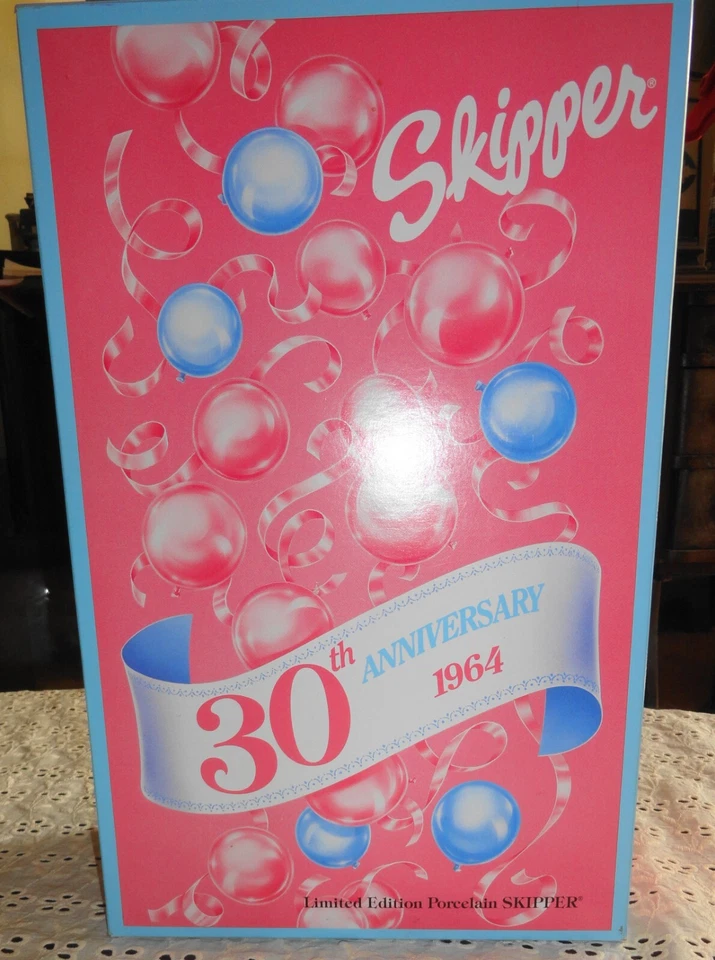 Skipper®
30th ANNIVERSARY
1964
Limited Edition Porcelain SKIPPER®